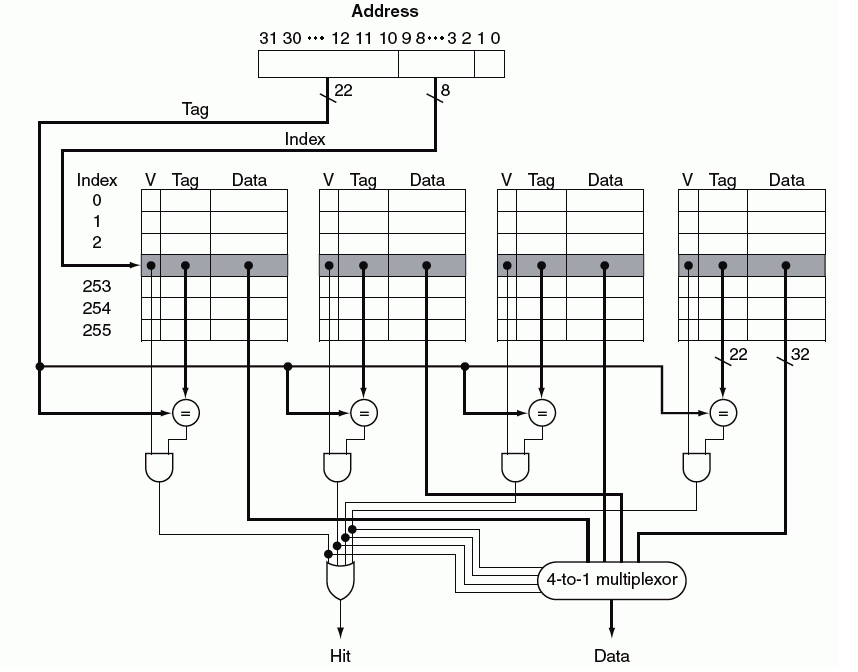 Address
31 30 ••• 12 11 10 9 8 ••• 3 2 1 0
22 8
Tag
Index
Index V Tag Data V Tag Data V Tag Data V Tag Data
0
1
2
253
254
255
22 32
= = = =
4-to-1 multiplexor
Hit Data